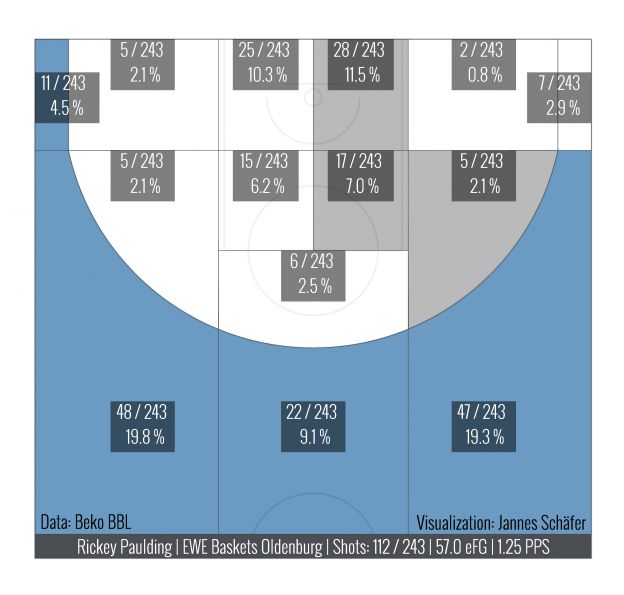 5 / 243
2.1 %
25 / 243
10.3 %
28 / 243
11.5 %
2 / 243
0.8 %
11 / 243
4.5 %
7 / 243
2.9 %
5 / 243
2.1 %
15 / 243
6.2 %
17 / 243
7.0 %
5 / 243
2.1 %
6 / 243
2.5 %
48 / 243
19.8 %
22 / 243
9.1 %
47 / 243
19.3 %
Data: Beko BBL
Visualization: Jannes Schäfer
Rickey Paulding | EWE Baskets Oldenburg | Shots: 112 / 243 | 57.0 eFG | 1.25 PPS